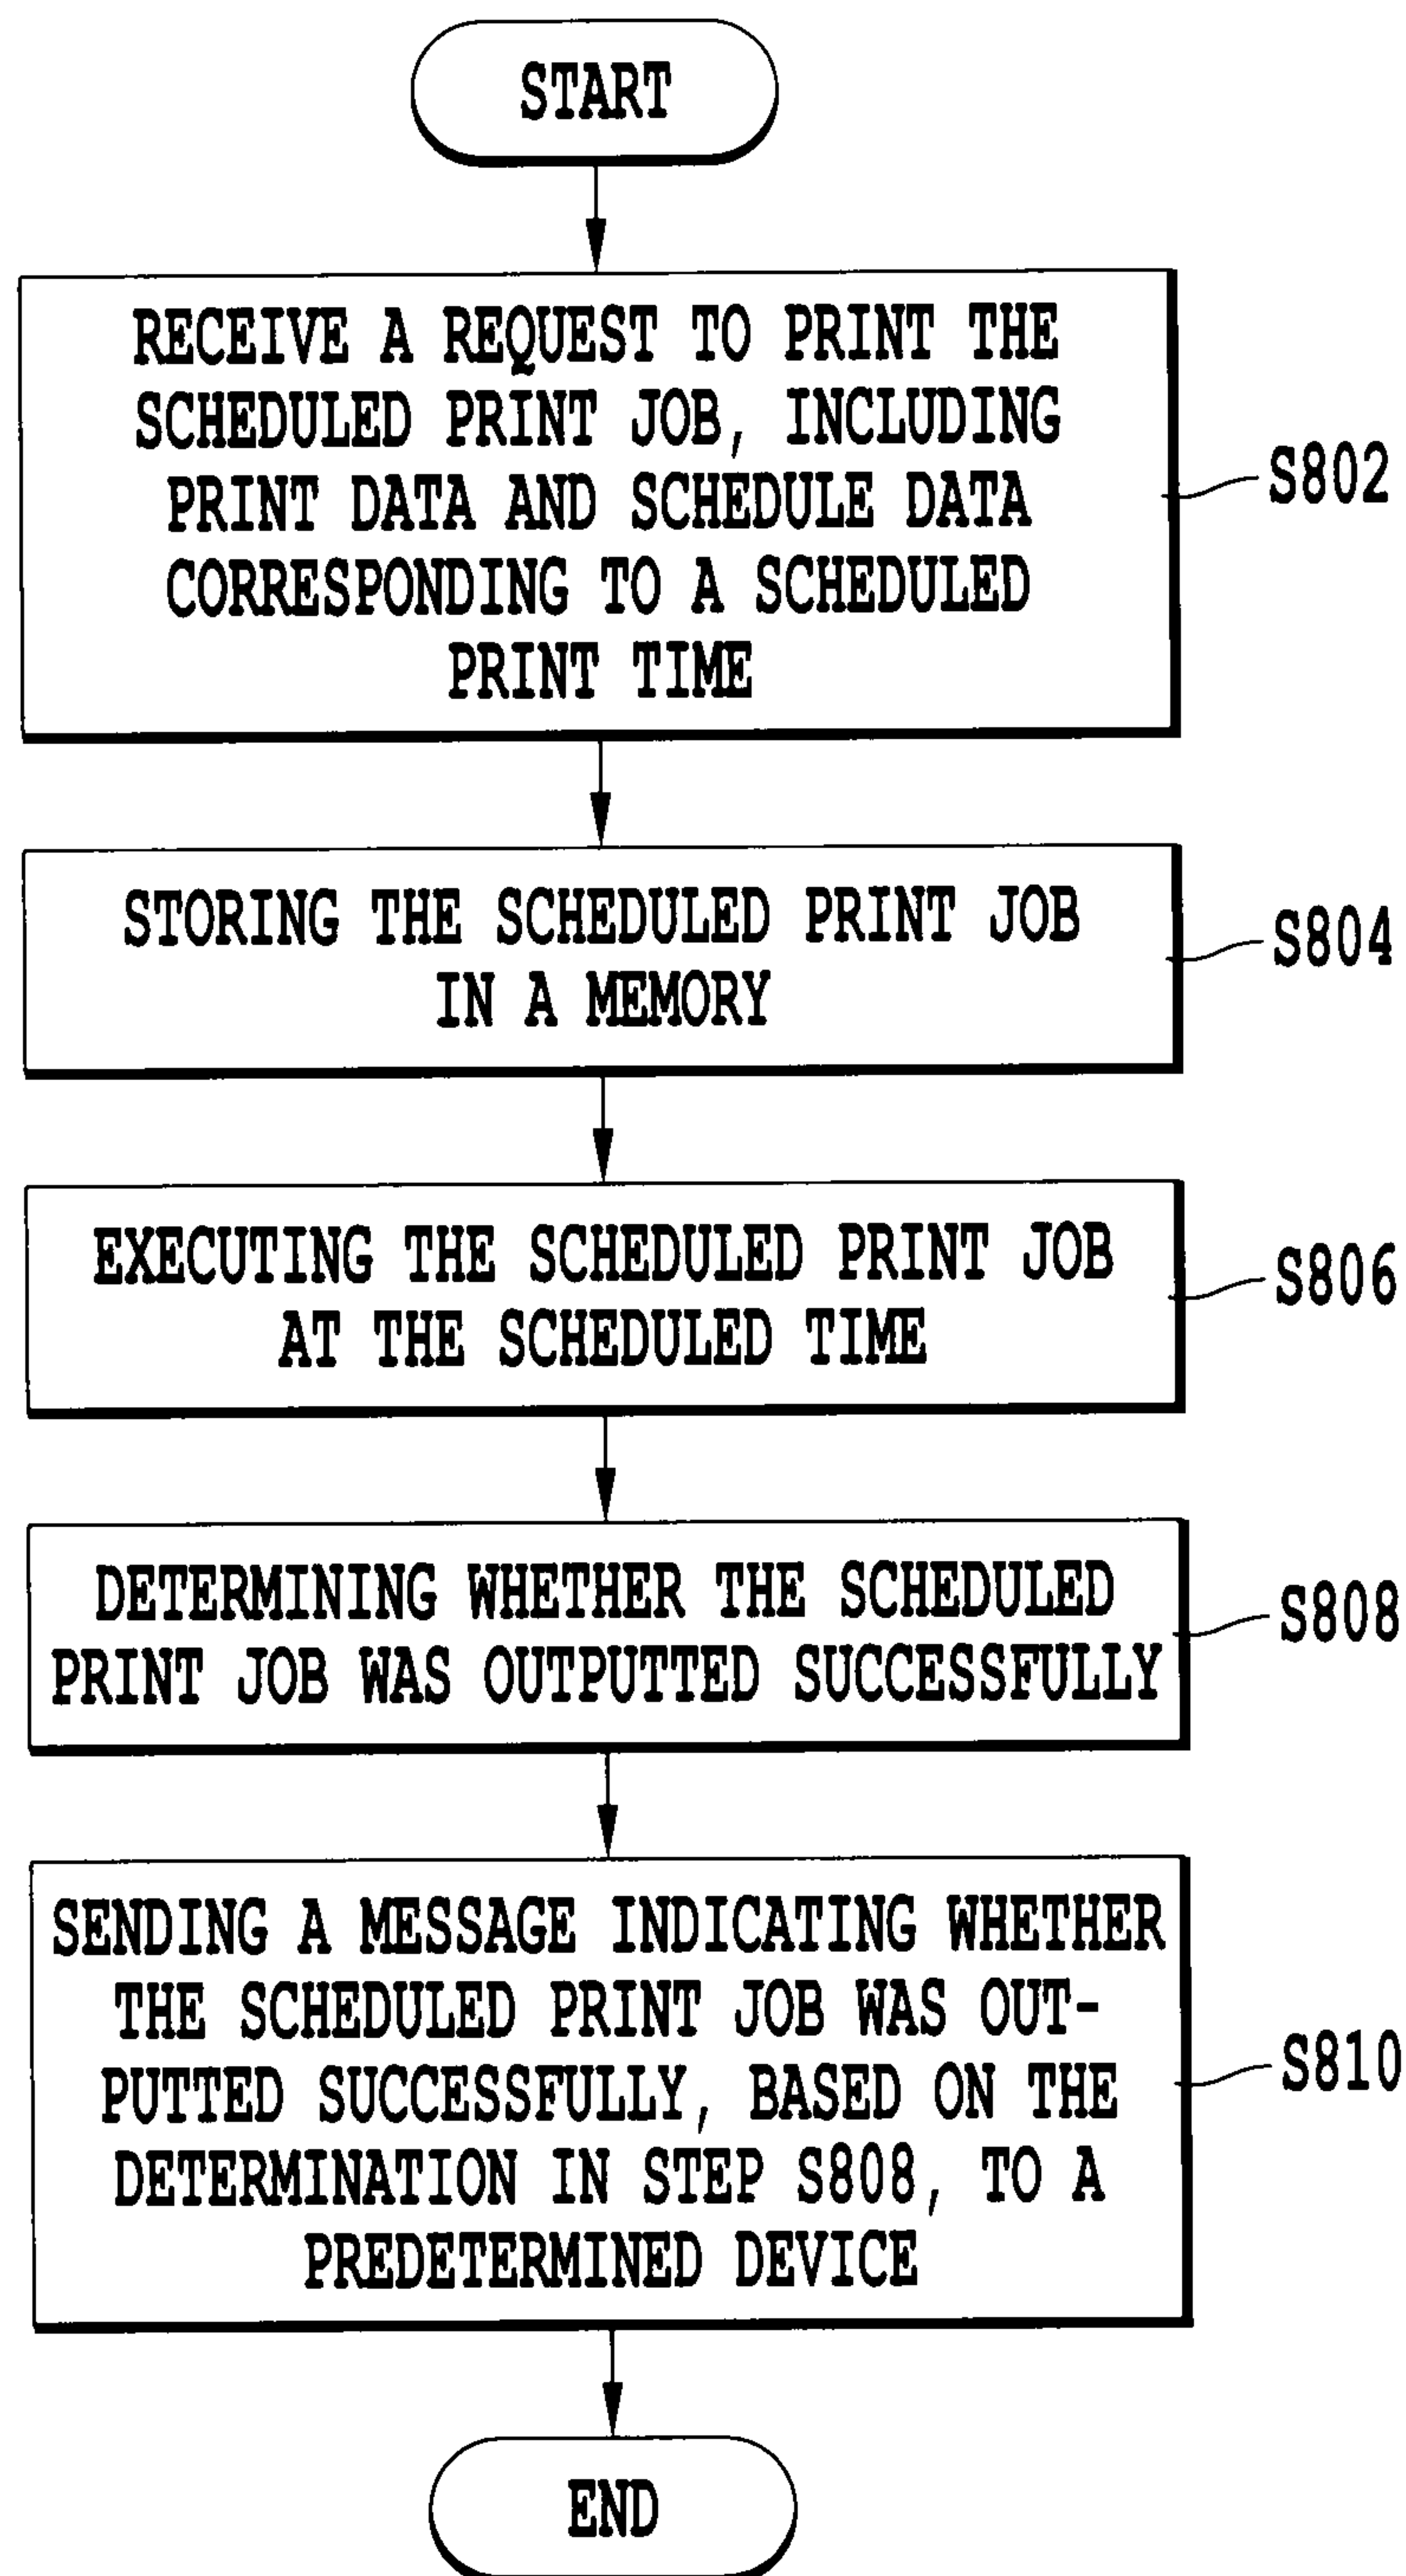 START
RECEIVE A REQUEST TO PRINT THE
SCHEDULED PRINT JOB, INCLUDING
PRINT DATA AND SCHEDULE DATA
CORRESPONDING TO A SCHEDULED
PRINT TIME
S802
STORING THE SCHEDULED PRINT JOB
IN A MEMORY
S804
EXECUTING THE SCHEDULED PRINT JOB
AT THE SCHEDULED TIME
S806
DETERMINING WHETHER THE SCHEDULED
PRINT JOB WAS OUTPUTTED SUCCESSFULLY
S808
SENDING A MESSAGE INDICATING WHETHER
THE SCHEDULED PRINT JOB WAS OUT-
PUTTED SUCCESSFULLY, BASED ON THE
DETERMINATION IN STEP S808, TO A
PREDETERMINED DEVICE
S810
END